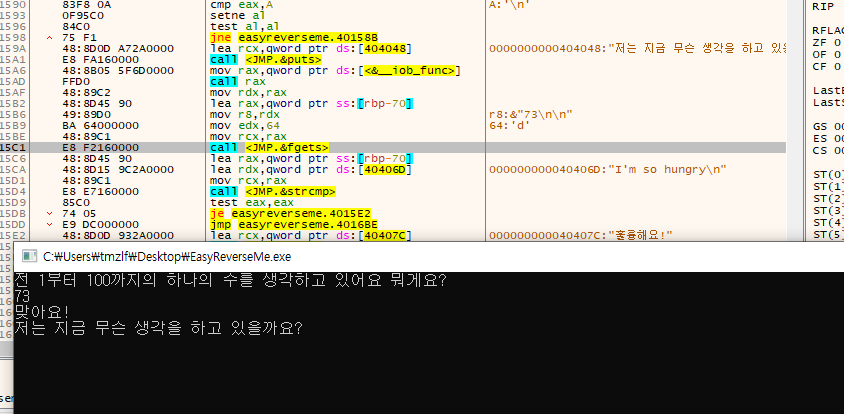 1590 83F8 0A cmp eax,A A:'\n' RIP
1593 0F95C0 setne al
1596 84C0 test al,al RFLAG
1598 75 F1 jne easyreverseme.40158B ZF 0
159A 48:8D0D A72A0000 lea rcx,qword ptr ds:[404048] 0000000000404048:"저는 지금 무슨 생각을 하고 있을 OF 0
15A1 E8 FA160000 call <JMP.&puts> CF 0
15A6 48:8B05 5F6D0000 mov rax,qword ptr ds:[<&__iob_func>]
15AD FFD0 call rax LastE
15AF 48:89C2 mov rdx,rax LastS
15B2 48:8D45 90 lea rax,qword ptr ss:[rbp-70]
15B6 49:89D0 mov r8,rdx r8:&"73\n\n"
15B9 BA 64000000 mov edx,64 64:'d' GS 00
15BE 48:89C1 mov rcx,rax ES 00
15C1 E8 F2160000 call <JMP.&fgets> CS 00
15C6 48:8D45 90 lea rax,qword ptr ss:[rbp-70]
15CA 48:8D15 9C2A0000 lea rdx,qword ptr ds:[40406D] 000000000040406D:"I'm so hungry\n" ST(0)
15D1 48:89C1 mov rcx,rax ST(1)
15D4 E8 E7160000 call <JMP.&strcmp> ST(2)
15D9 85C0 test eax,eax ST(3)
15DB 74 05 je easyreverseme.4015E2 ST(4)
15DD E9 DC000000 jmp easyreverseme.4016BE ST(5)
15E2 48:8D0D 932A0000 lea rcx,qword ptr ds:[40407C] 000000000040407C:"훌륭해요!"
C:₩Users₩tmzlf₩Desktop₩EasyReverseMe.exe
전 1부터 100까지의 하나의 수를 생각하고 있어요 뭐게요?
73
맞아요!
저는 지금 무슨 생각을 하고 있을까요?